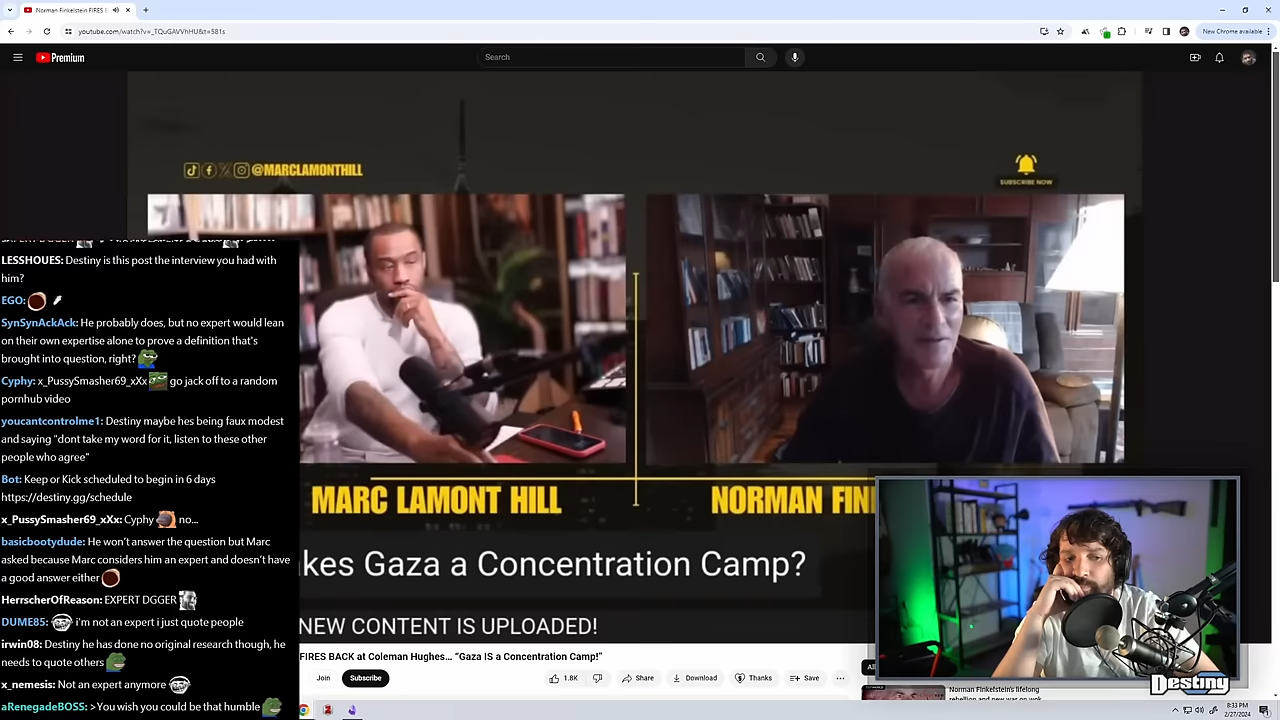 Norman Finkelstein FIRES
youtube.com/watch?v=_TQuGAVVhHU&t=581s
New Chrome available
Premium
Search
@MARCLAMONTHILL
SUBSCRIBE NOW
LESSHOUES: Destiny is this post the interview you had with
him?
EGO:
SynSynAckAck: He probably does, but no expert would lean
on their own expertise alone to prove a definition that's
brought into question, right?
Cyphy: x_PussySmasher69_xXx go jack off to a random
pornhub video
youcantcontrolme1: Destiny maybe hes being faux modest
and saying "dont take my word for it, listen to these other
people who agree"
Bot: Keep or Kick scheduled to begin in 6 days
https://destiny.gg/schedule
x_PussySmasher69_xXx: Cyphy no...
basicbootydude: He won't answer the question but Marc
asked because Marc considers him an expert and doesn't have
a good answer either
HerrscherOfReason: EXPERT DGGER
DUME85: i'm not an expert i just quote people
irwin08: Destiny he has done no original research though, he
needs to quote others
x_nemesis: Not an expert anymore
aRenegadeBOSS: >You wish you could be that humble
MARC LAMONT HILL
NORMAN FIN
kes Gaza a Concentration Camp?
NEW CONTENT IS UPLOADED!
FIRES BACK at Coleman Hughes... "Gaza IS a Concentration Camp!"
Join
Subscribe
1.8K
Share
Download
Thanks
Save
All
Norman Finkelstein's lifelong
rebellion and new war on wok
Destiny
8:33 PM
2/27/2024